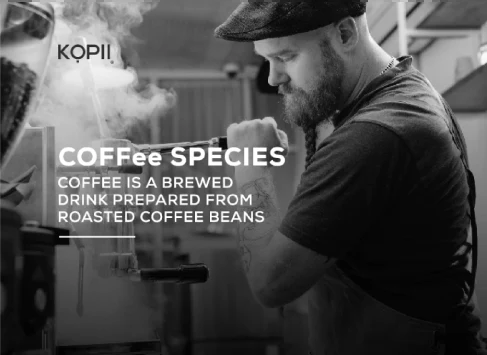 KOPII
COFFee SPECIES
COFFEE IS A BREWED
DRINK PREPARED FROM
ROASTED COFFEE BEANS